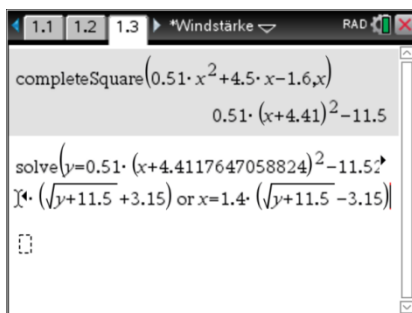 1.1 1.2 1.3 *Windstärke RAD
completeSquare(0.51·x²+4.5·x−1.6,x)
0.51·(x+4.41)²−11.5
solve(y=0.51·(x+4.4117647058824)²−11.52
·(√y+11.5 +3.15) or x=1.4·(√y+11.5 −3.15)